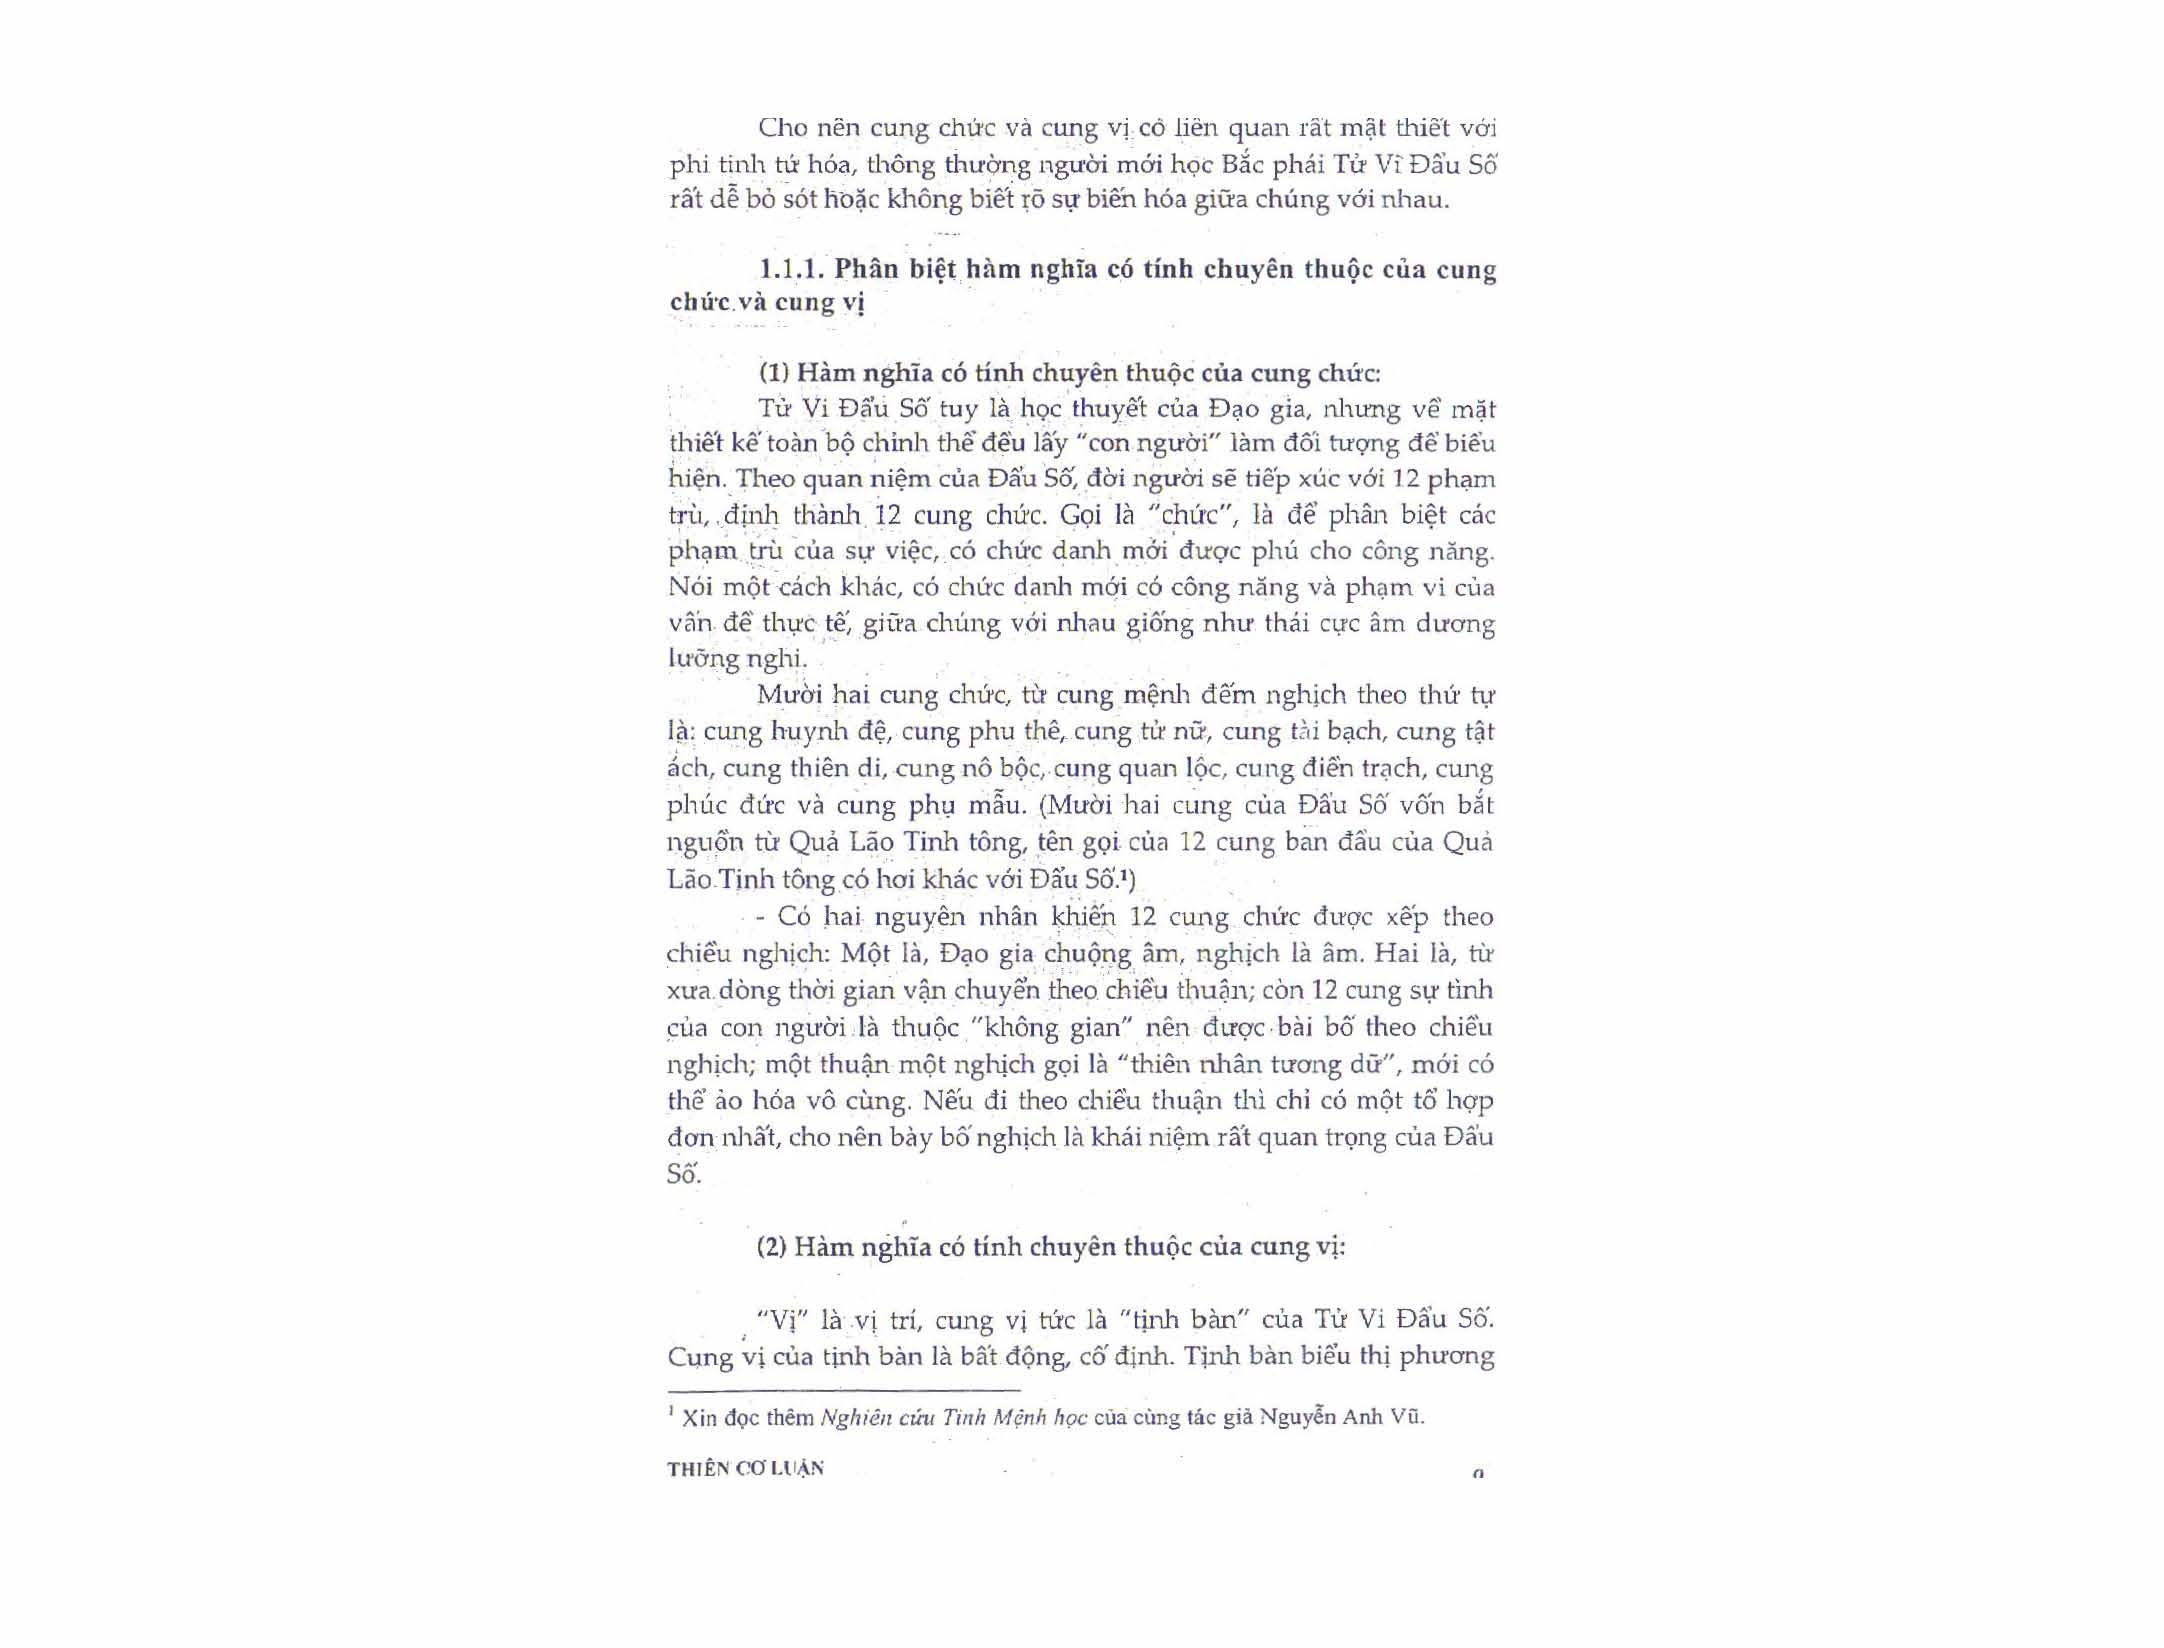 Cho nên cung chức và cung vị có liên quan rất mật thiết với
phi tinh tứ hóa, thông thường người mới học Bắc phái Tử Vi Đẩu Số
rất dễ bỏ sót hoặc không biết rõ sự biến hóa giữa chúng với nhau.
1.1.1. Phân biệt hàm nghĩa có tính chuyên thuộc của cung
chức và cung vị
(1) Hàm nghĩa có tính chuyên thuộc của cung chức:
Tử Vi Đẩu Số tuy là học thuyết của Đạo gia, nhưng về mặt
thiết kế toàn bộ chỉnh thể đều lấy "con người" làm đối tượng để biểu
hiện. Theo quan niệm của Đẩu Số, đời người sẽ tiếp xúc với 12 phạm
trù, định thành 12 cung chức. Gọi là "chức", là để phân biệt các
phạm trù của sự việc, có chức danh mới được phú cho công năng.
Nói một cách khác, có chức danh mới có công năng và phạm vi của
vấn đề thực tế, giữa chúng với nhau giống như thái cực âm dương
lưỡng nghi.
Mười hai cung chức, từ cung mệnh đếm nghịch theo thứ tự
là: cung huynh đệ, cung phu thê, cung tử nữ, cung tài bạch, cung tật
ách, cung thiên di, cung nô bộc, cung quan lộc, cung điền trạch, cung
phúc đức và cung phụ mẫu. (Mười hai cung của Đẩu Số vốn bắt
nguồn từ Quả Lão Tinh tông, tên gọi của 12 cung ban đầu của Quả
Lão Tinh tông có hơi khác với Đẩu Số.¹)
- Có hai nguyên nhân khiến 12 cung chức được xếp theo
chiều nghịch: Một là, Đạo gia chuộng âm, nghịch là âm. Hai là, từ
xưa dòng thời gian vận chuyển theo chiều thuận; còn 12 cung sự tình
của con người là thuộc "không gian" nên được bài bố theo chiều
nghịch; một thuận một nghịch gọi là "thiên nhân tương dữ", mới có
thể ảo hóa vô cùng. Nếu đi theo chiều thuận thì chỉ có một tổ hợp
đơn nhất, cho nên bày bố nghịch là khái niệm rất quan trọng của Đẩu
Số.
(2) Hàm nghĩa có tính chuyên thuộc của cung vị:
"Vị" là vị trí, cung vị tức là "tịnh bàn" của Tử Vi Đẩu Số.
Cung vị của tịnh bàn là bất động, cố định. Tịnh bàn biểu thị phương
¹ Xin đọc thêm Nghiên cứu Tinh Mệnh học của cùng tác giả Nguyễn Anh Vũ.
THIÊN CƠ LUẬN